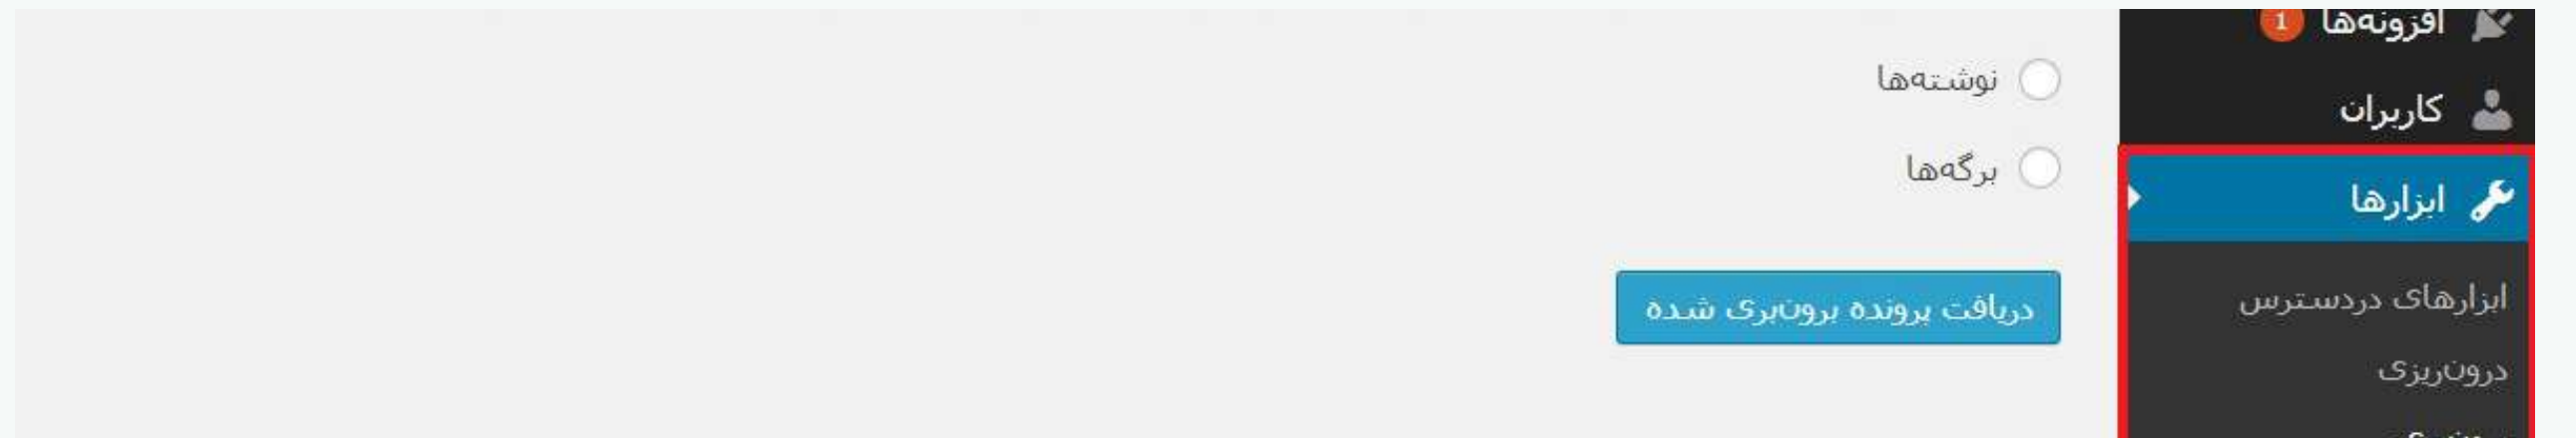 افزونه‌ها 1
کاربران
ابزارها
ابزارهای دردسترس
درون‌ریزی
نوشته‌ها
برگه‌ها
دریافت پرونده برون‌بری شده